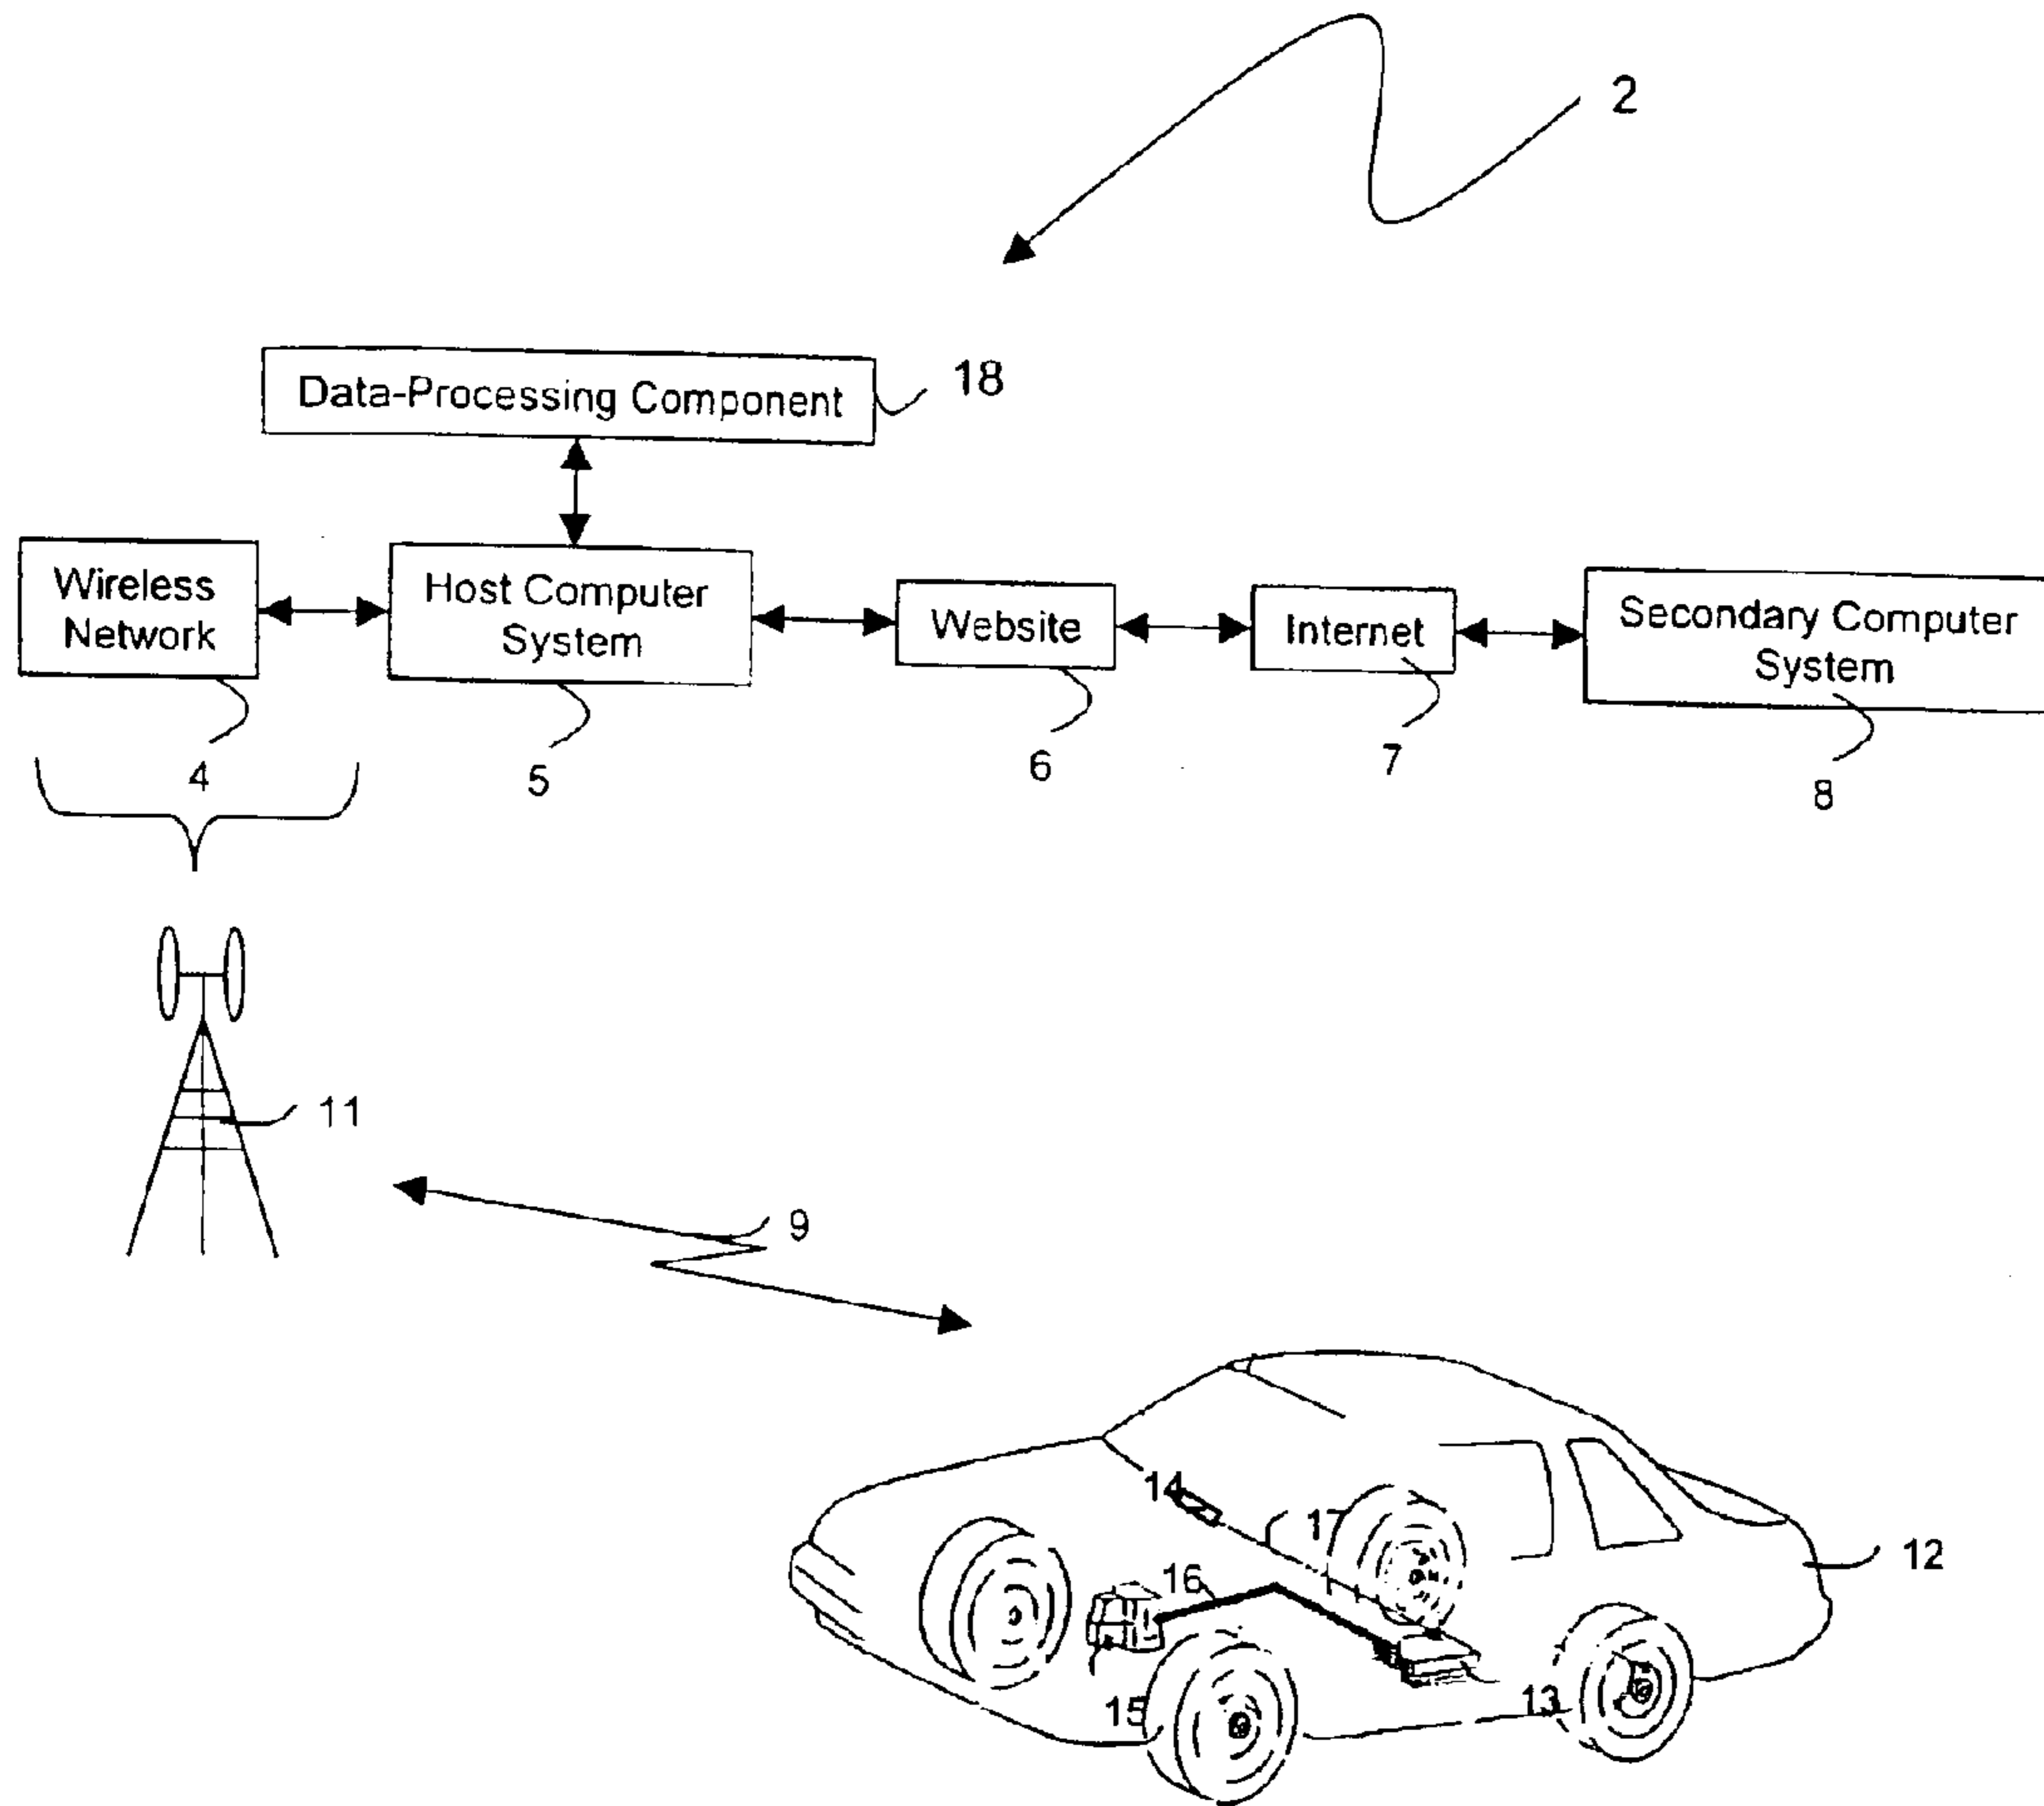 2
Data-Processing Component
18
Wireless
Network
Host Computer
System
Website
Internet
Secondary Computer
System
4
5
6
7
8
11
9
14
17
12
16
15
13